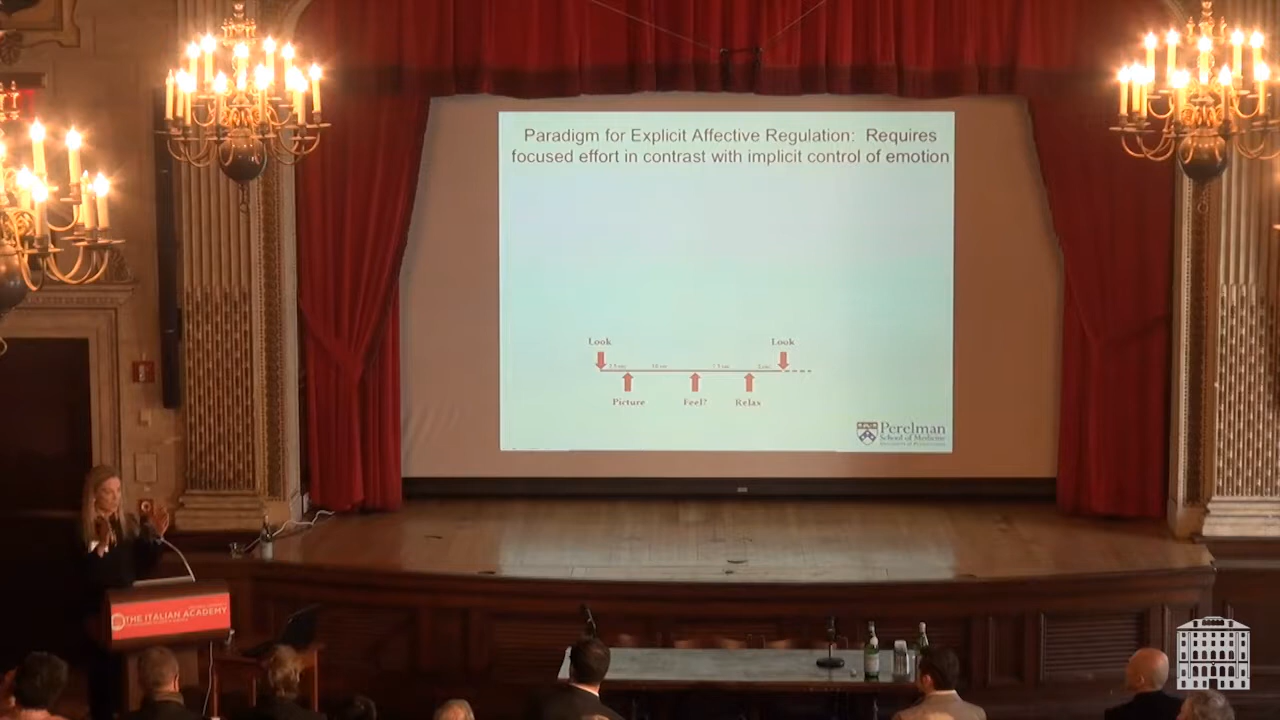 Paradigm for Explicit Affective Regulation: Requires
focused effort in contrast with implicit control of emotion
Look
Look
Picture
Feel?
Relax
Perelman
School of Medicine
THE ITALIAN ACADEMY